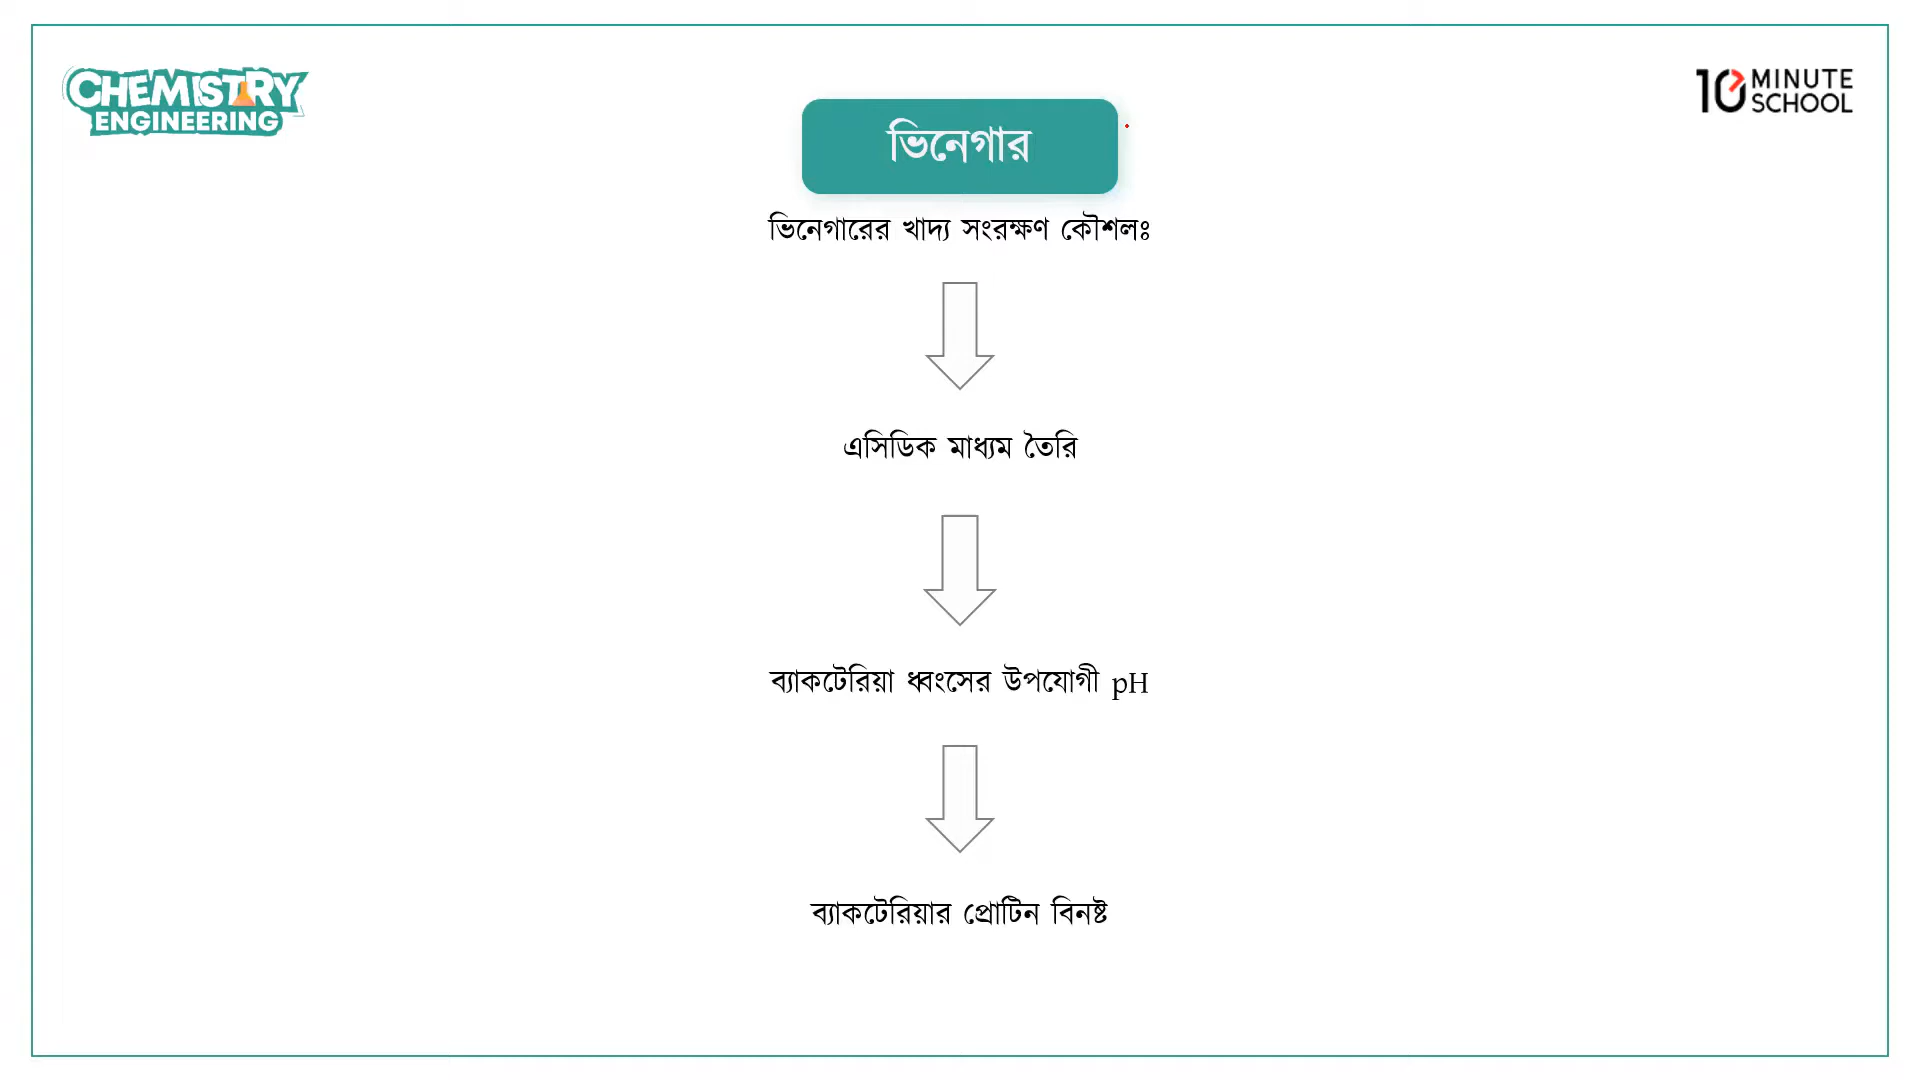 CHEMISTRY
ENGINEERING
10 MINUTE
SCHOOL
ভিনেগার
ভিনেগারের খাদ্য সংরক্ষণ কৌশলঃ
এসিডিক মাধ্যম তৈরি
ব্যাকটেরিয়া ধ্বংসের উপযোগী pH
ব্যাকটেরিয়ার প্রোটিন বিনষ্ট